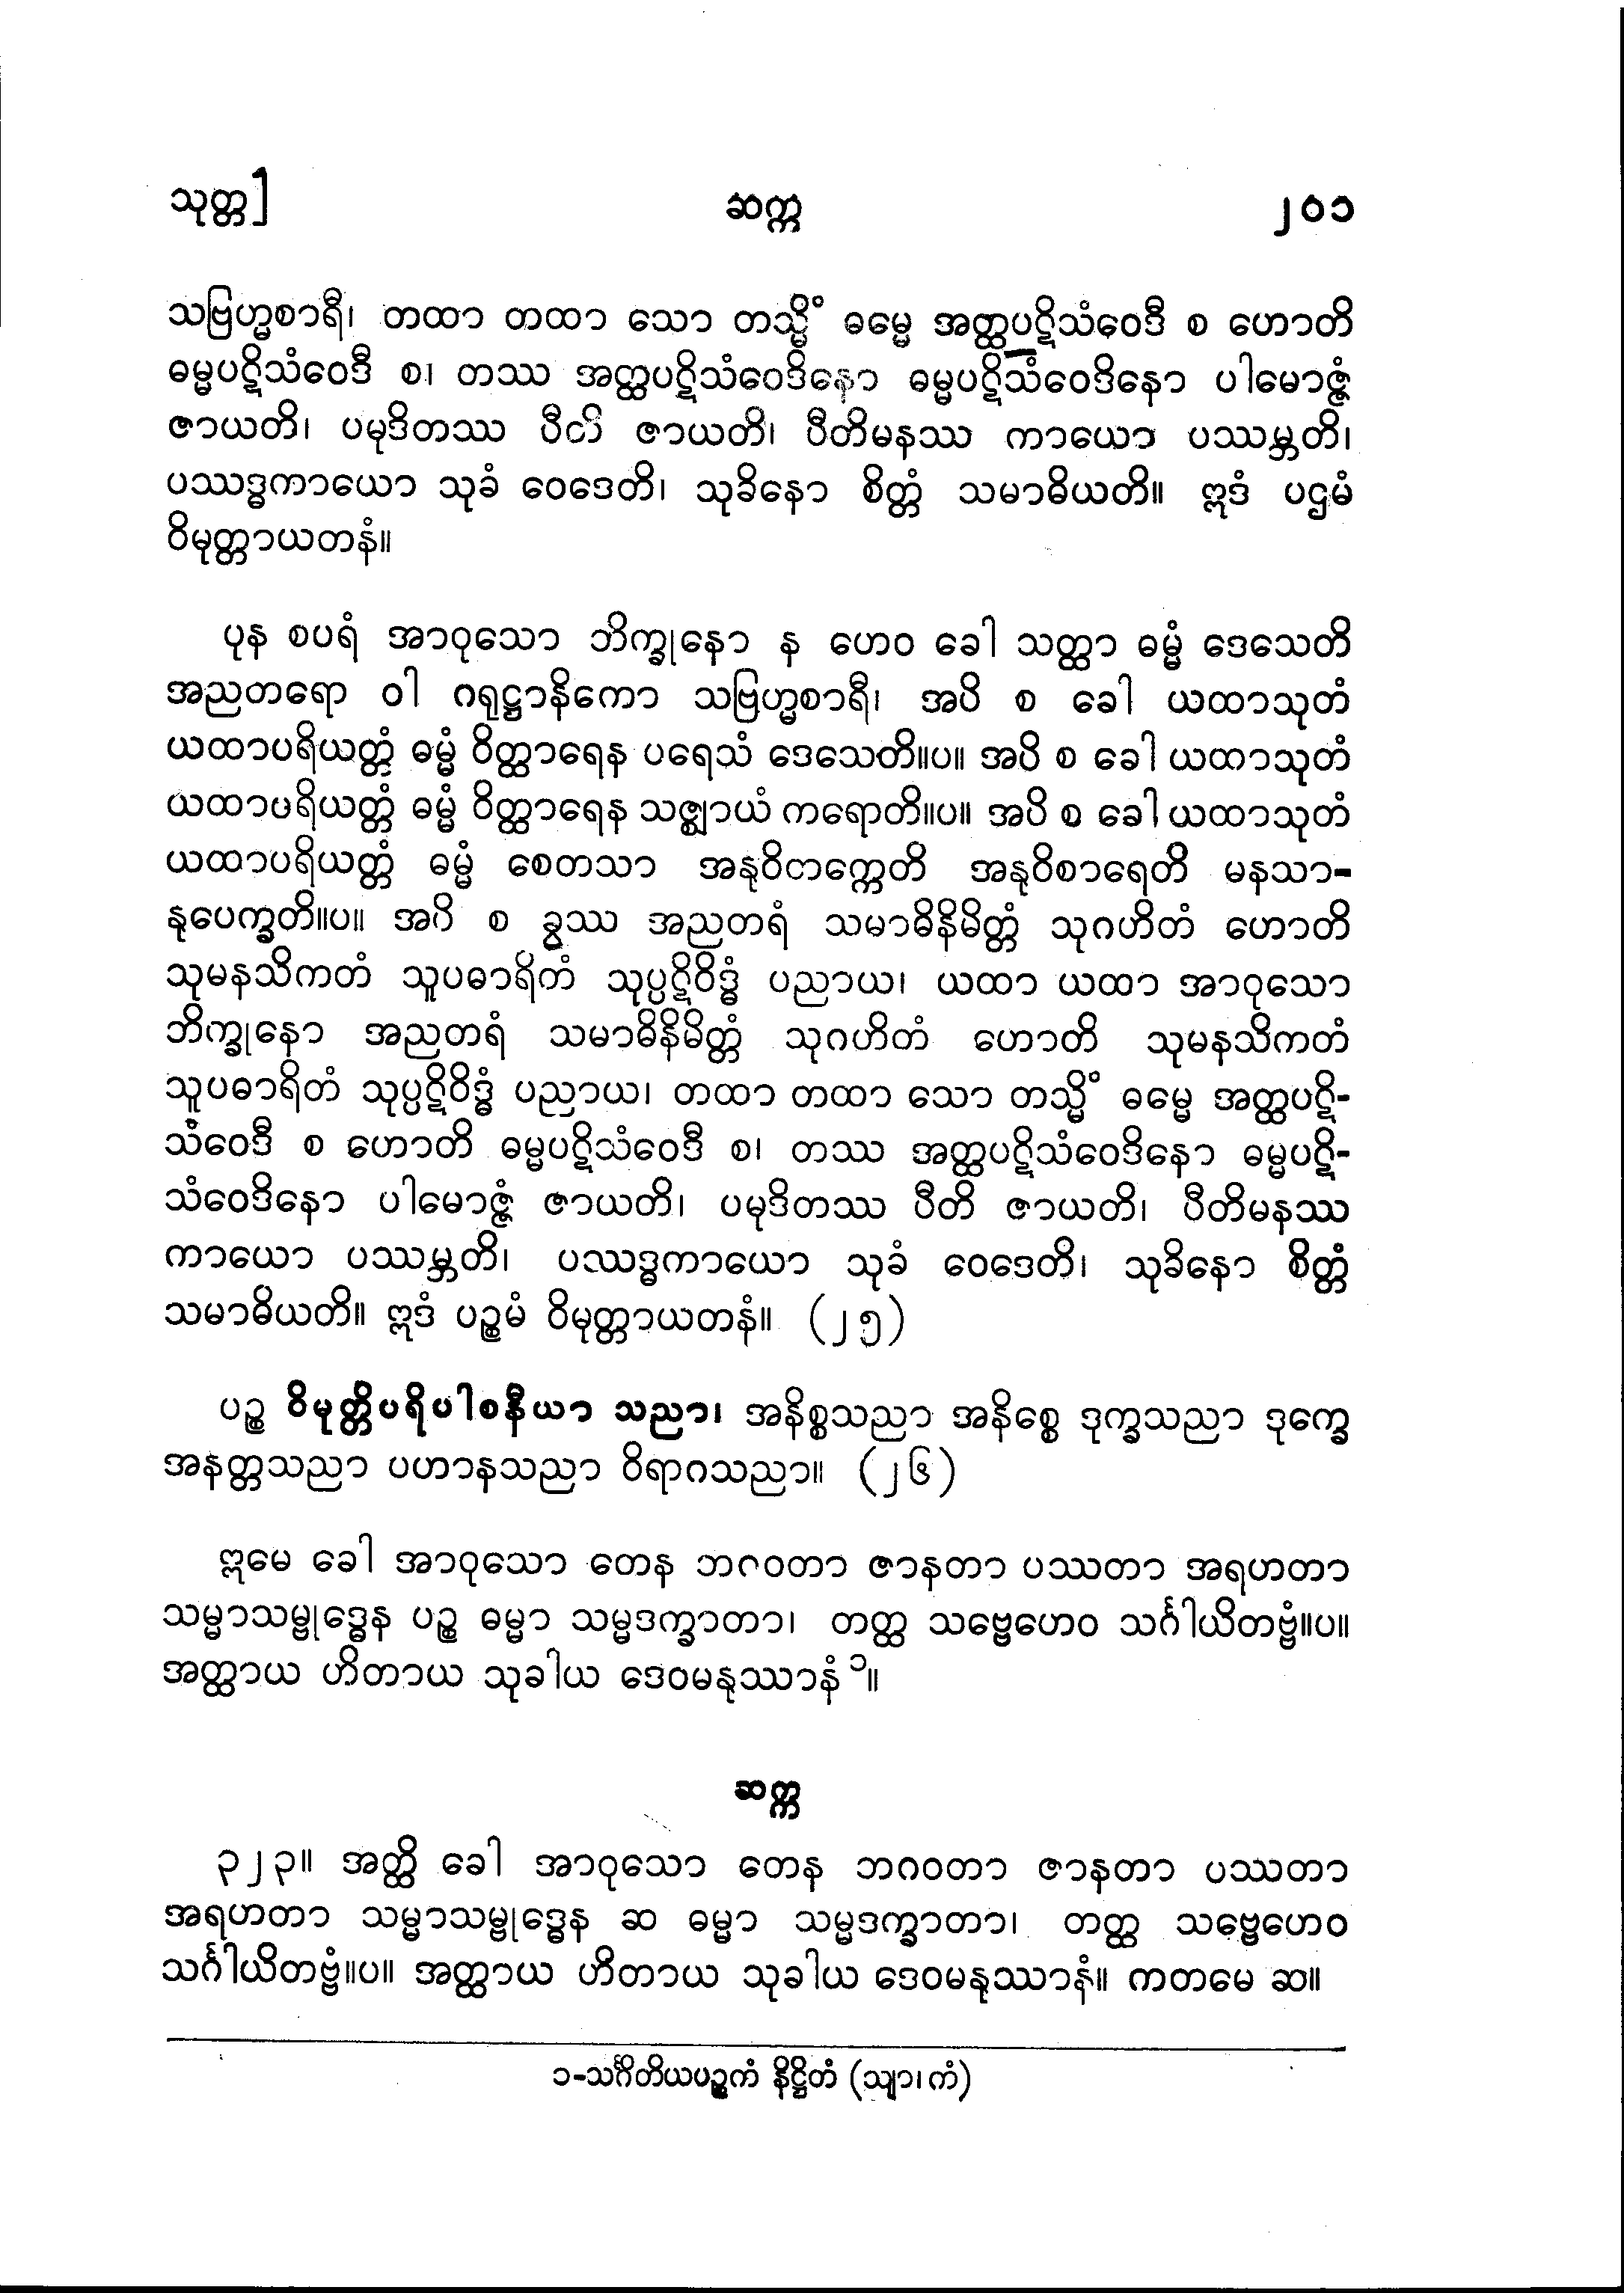 သုတ္တ] ဆက္က ၂၀၁
သဗြဟ္မစာရီ၊ တထာ တထာ သော တသ္မိံ ဓမ္မေ အတ္ထပဋိသံဝေဒီ စ ဟောတိ
ဓမ္မပဋိသံဝေဒီ စ၊ တဿ အတ္ထပဋိသံဝေဒိနော ဓမ္မပဋိသံဝေဒိနော ပါမောဇ္ဇံ
ဇာယတိ၊ ပမုဒိတဿ ပီတိ ဇာယတိ၊ ပီတိမနဿ ကာယော ပဿမ္ဘတိ၊
ပဿဒ္ဓကာယော သုခံ ဝေဒေတိ၊ သုခိနော စိတ္တံ သမာဓိယတိ။ ဣဒံ ပဌမံ
ဝိမုတ္တာယတနံ။
ပုန စပရံ အာဝုသော ဘိက္ခုနော န ဟေဝ ခေါ သတ္ထာ ဓမ္မံ ဒေသေတိ
အညတရော ဝါ ဂရုဋ္ဌာနိကော သဗြဟ္မစာရီ၊ အပိ စ ခေါ ယထာသုတံ
ယထာပရိယတ္တံ ဓမ္မံ ဝိတ္ထာရေန ပရေသံ ဒေသေတိ။ပ။ အပိ စ ခေါ ယထာသုတံ
ယထာပရိယတ္တံ ဓမ္မံ ဝိတ္ထာရေန သဇ္ဈာယံ ကရောတိ။ပ။ အပိ စ ခေါ ယထာသုတံ
ယထာပရိယတ္တံ ဓမ္မံ စေတသာ အနုဝိတက္ကေတိ အနုဝိစာရေတိ မနသာ-
နုပေက္ခတိ။ပ။ အပိ စ ခွဿ အညတရံ သမာဓိနိမိတ္တံ သုဂဟိတံ ဟောတိ
သုမနသိကတံ သူပဓာရိတံ သုပ္ပဋိဝိဒ္ဓံ ပညာယ၊ ယထာ ယထာ အာဝုသော
ဘိက္ခုနော အညတရံ သမာဓိနိမိတ္တံ သုဂဟိတံ ဟောတိ သုမနသိကတံ
သူပဓာရိတံ သုပ္ပဋိဝိဒ္ဓံ ပညာယ၊ တထာ တထာ သော တသ္မိံ ဓမ္မေ အတ္ထပဋိ-
သံဝေဒီ စ ဟောတိ ဓမ္မပဋိသံဝေဒီ စ၊ တဿ အတ္ထပဋိသံဝေဒိနော ဓမ္မပဋိ-
သံဝေဒိနော ပါမောဇ္ဇံ ဇာယတိ၊ ပမုဒိတဿ ပီတိ ဇာယတိ၊ ပီတိမနဿ
ကာယော ပဿမ္ဘတိ၊ ပဿဒ္ဓကာယော သုခံ ဝေဒေတိ၊ သုခိနော စိတ္တံ
သမာဓိယတိ။ ဣဒံ ပဉ္စမံ ဝိမုတ္တာယတနံ။ (၂၅)
ပဉ္စ ဝိမုတ္တိပရိပါစနီယာ သညာ၊ အနိစ္စသညာ အနိစ္စေ ဒုက္ခသညာ ဒုက္ခေ
အနတ္တသညာ ပဟာနသညာ ဝိရာဂသညာ။ (၂၆)
ဣမေ ခေါ အာဝုသော တေန ဘဂဝတာ ဇာနတာ ပဿတာ အရဟတာ
သမ္မာသမ္ဗုဒ္ဓေန ပဉ္စ ဓမ္မာ သမ္မဒက္ခာတာ၊ တတ္ထ သဗ္ဗေဟေဝ သင်္ဂါယိတဗ္ဗံ။ပ။
အတ္ထာယ ဟိတာယ သုခါယ ဒေဝမနုဿာနံ ၁။
ဆက္က
၃၂၃။ အတ္ထိ ခေါ အာဝုသော တေန ဘဂဝတာ ဇာနတာ ပဿတာ
အရဟတာ သမ္မာသမ္ဗုဒ္ဓေန ဆ ဓမ္မာ သမ္မဒက္ခာတာ၊ တတ္ထ သဗ္ဗေဟေဝ
သင်္ဂါယိတဗ္ဗံ။ပ။ အတ္ထာယ ဟိတာယ သုခါယ ဒေဝမနုဿာနံ။ ကတမေ ဆ။
၁-သင်္ဂီတိယပဉ္စကံ နိဋ္ဌိတံ (သျာ၊ကံ)